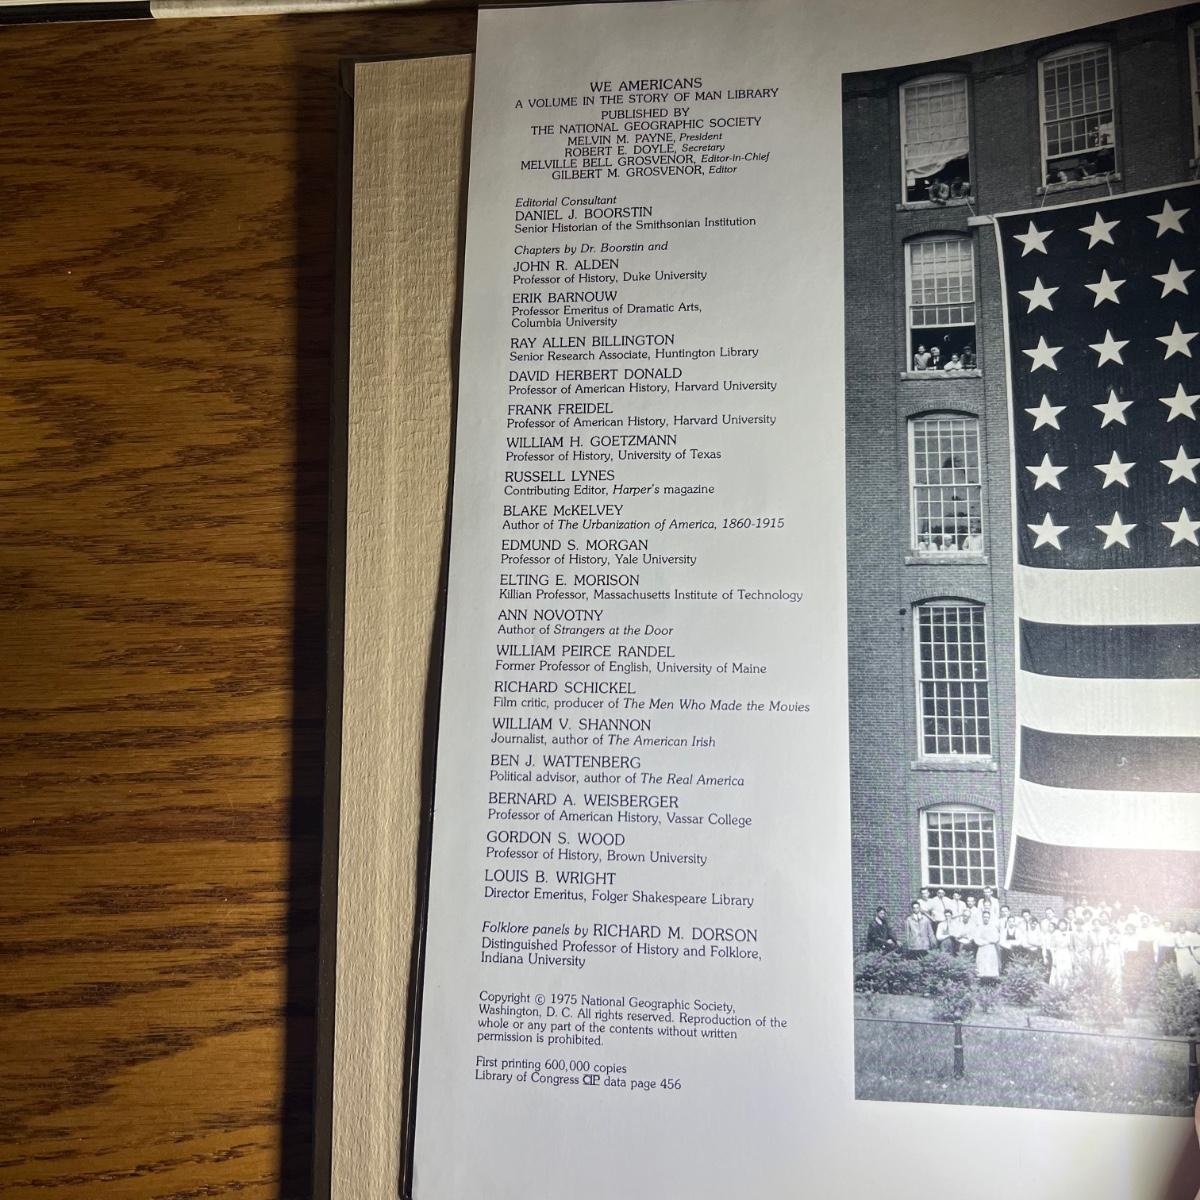 WE AMERICANS
A VOLUME IN THE STORY OF MAN LIBRARY
PUBLISHED BY
THE NATIONAL GEOGRAPHIC SOCIETY
MELVIN M. PAYNE, President
ROBERT E. DOYLE, Secretary
MELVILLE BELL GROSVENOR, Editor-in-Chief
GILBERT M. GROSVENOR, Editor
Editorial Consultant
DANIEL J. BOORSTIN
Senior Historian of the Smithsonian Institution
Chapters by Dr. Boorstin and
JOHN R. ALDEN
Professor of History, Duke University
ERIK BARNOUW
Professor Emeritus of Dramatic Arts,
Columbia University
RAY ALLEN BILLINGTON
Senior Research Associate, Huntington Library
DAVID HERBERT DONALD
Professor of American History, Harvard University
FRANK FREIDEL
Professor of American History, Harvard University
WILLIAM H. GOETZMANN
Professor of History, University of Texas
RUSSELL LYNES
Contributing Editor, Harper's magazine
BLAKE McKELVEY
Author of The Urbanization of America, 1860-1915
EDMUND S. MORGAN
Professor of History, Yale University
ELTING E. MORISON
Killian Professor, Massachusetts Institute of Technology
ANN NOVOTNY
Author of Strangers at the Door
WILLIAM PEIRCE RANDEL
Former Professor of English, University of Maine
RICHARD SCHICKEL
Film critic, producer of The Men Who Made the Movies
WILLIAM V. SHANNON
Journalist, author of The American Irish
BEN J. WATTENBERG
Political advisor, author of The Real America
BERNARD A. WEISBERGER
Professor of American History, Vassar College
GORDON S. WOOD
Professor of History, Brown University
LOUIS B. WRIGHT
Director Emeritus, Folger Shakespeare Library
Folklore panels by RICHARD M. DORSON
Distinguished Professor of History and Folklore,
Indiana University
Copyright © 1975 National Geographic Society,
Washington, D. C. All rights reserved. Reproduction of the
whole or any part of the contents without written
permission is prohibited.
First printing 600,000 copies
Library of Congress CIP data page 456